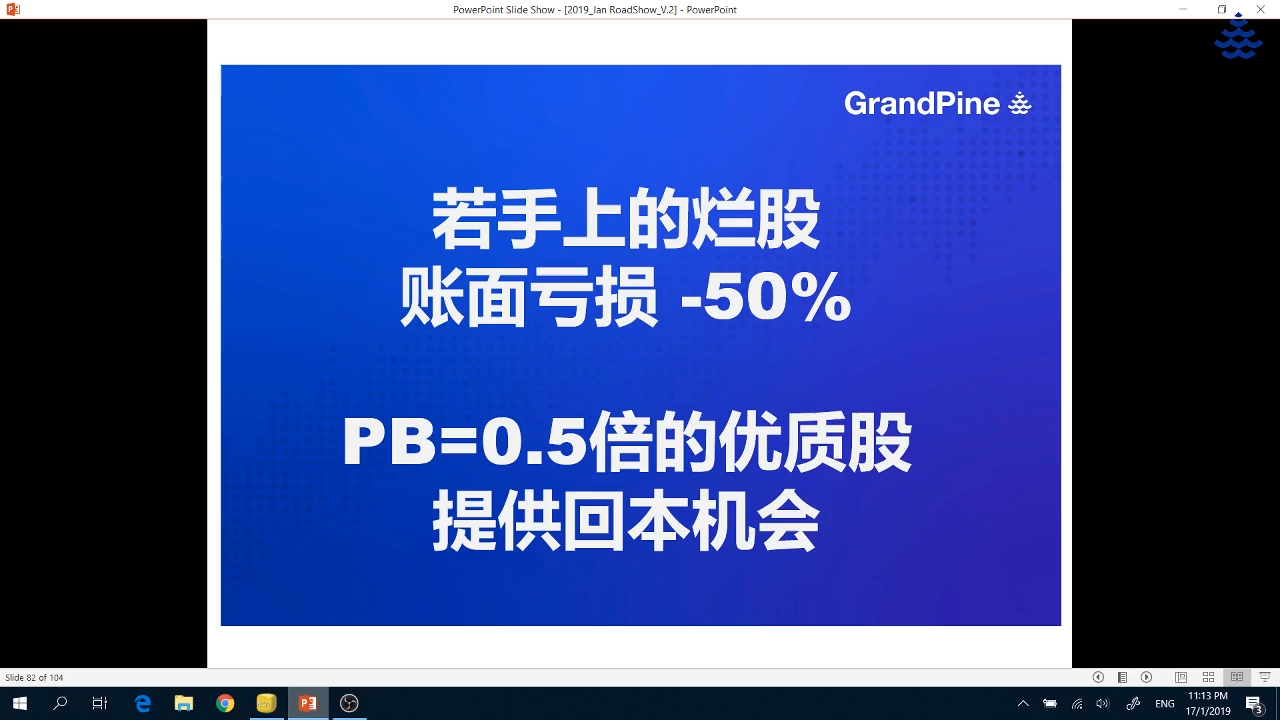 PowerPoint Slide Show - [2019_Jan RoadShow_V.2] - PowerPoint
GrandPine
若手上的烂股
账面亏损 -50%
PB=0.5倍的优质股
提供回本机会
Slide 82 of 104
ENG
11:13 PM
17/1/2019
3